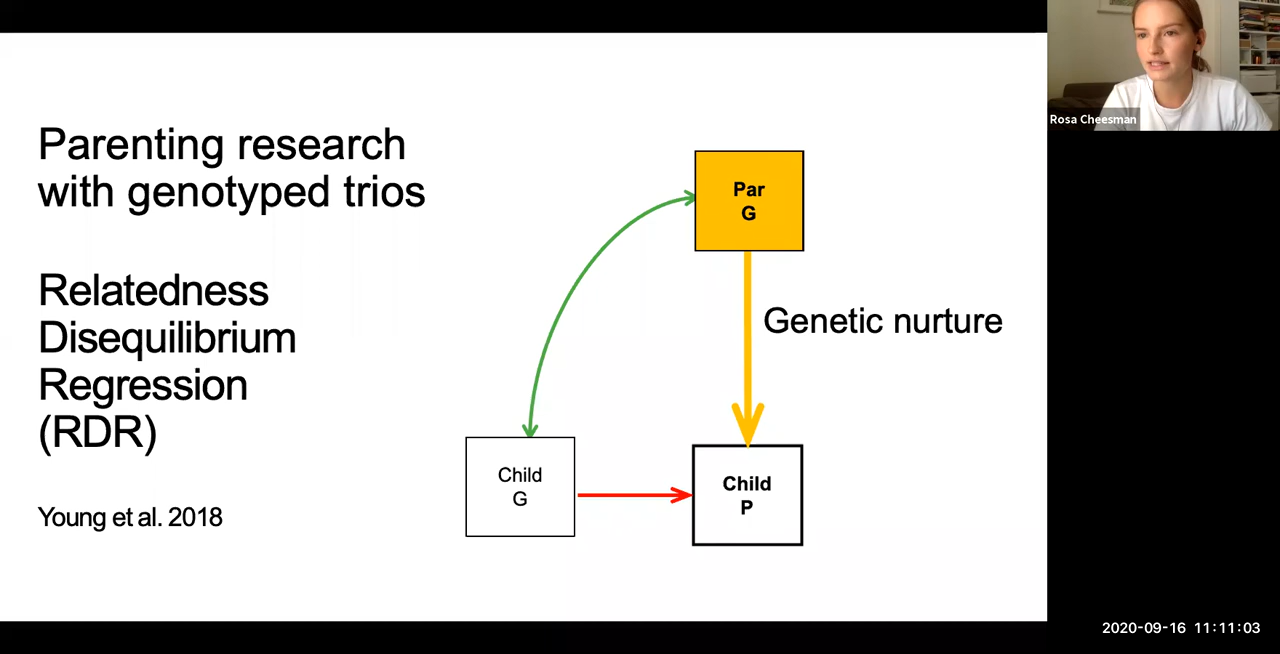 Parenting research
with genotyped trios
Relatedness
Disequilibrium
Regression
(RDR)
Young et al. 2018
Par
G
Genetic nurture
Child
G
Child
P
Rosa Cheesman
2020-09-16 11:11:03